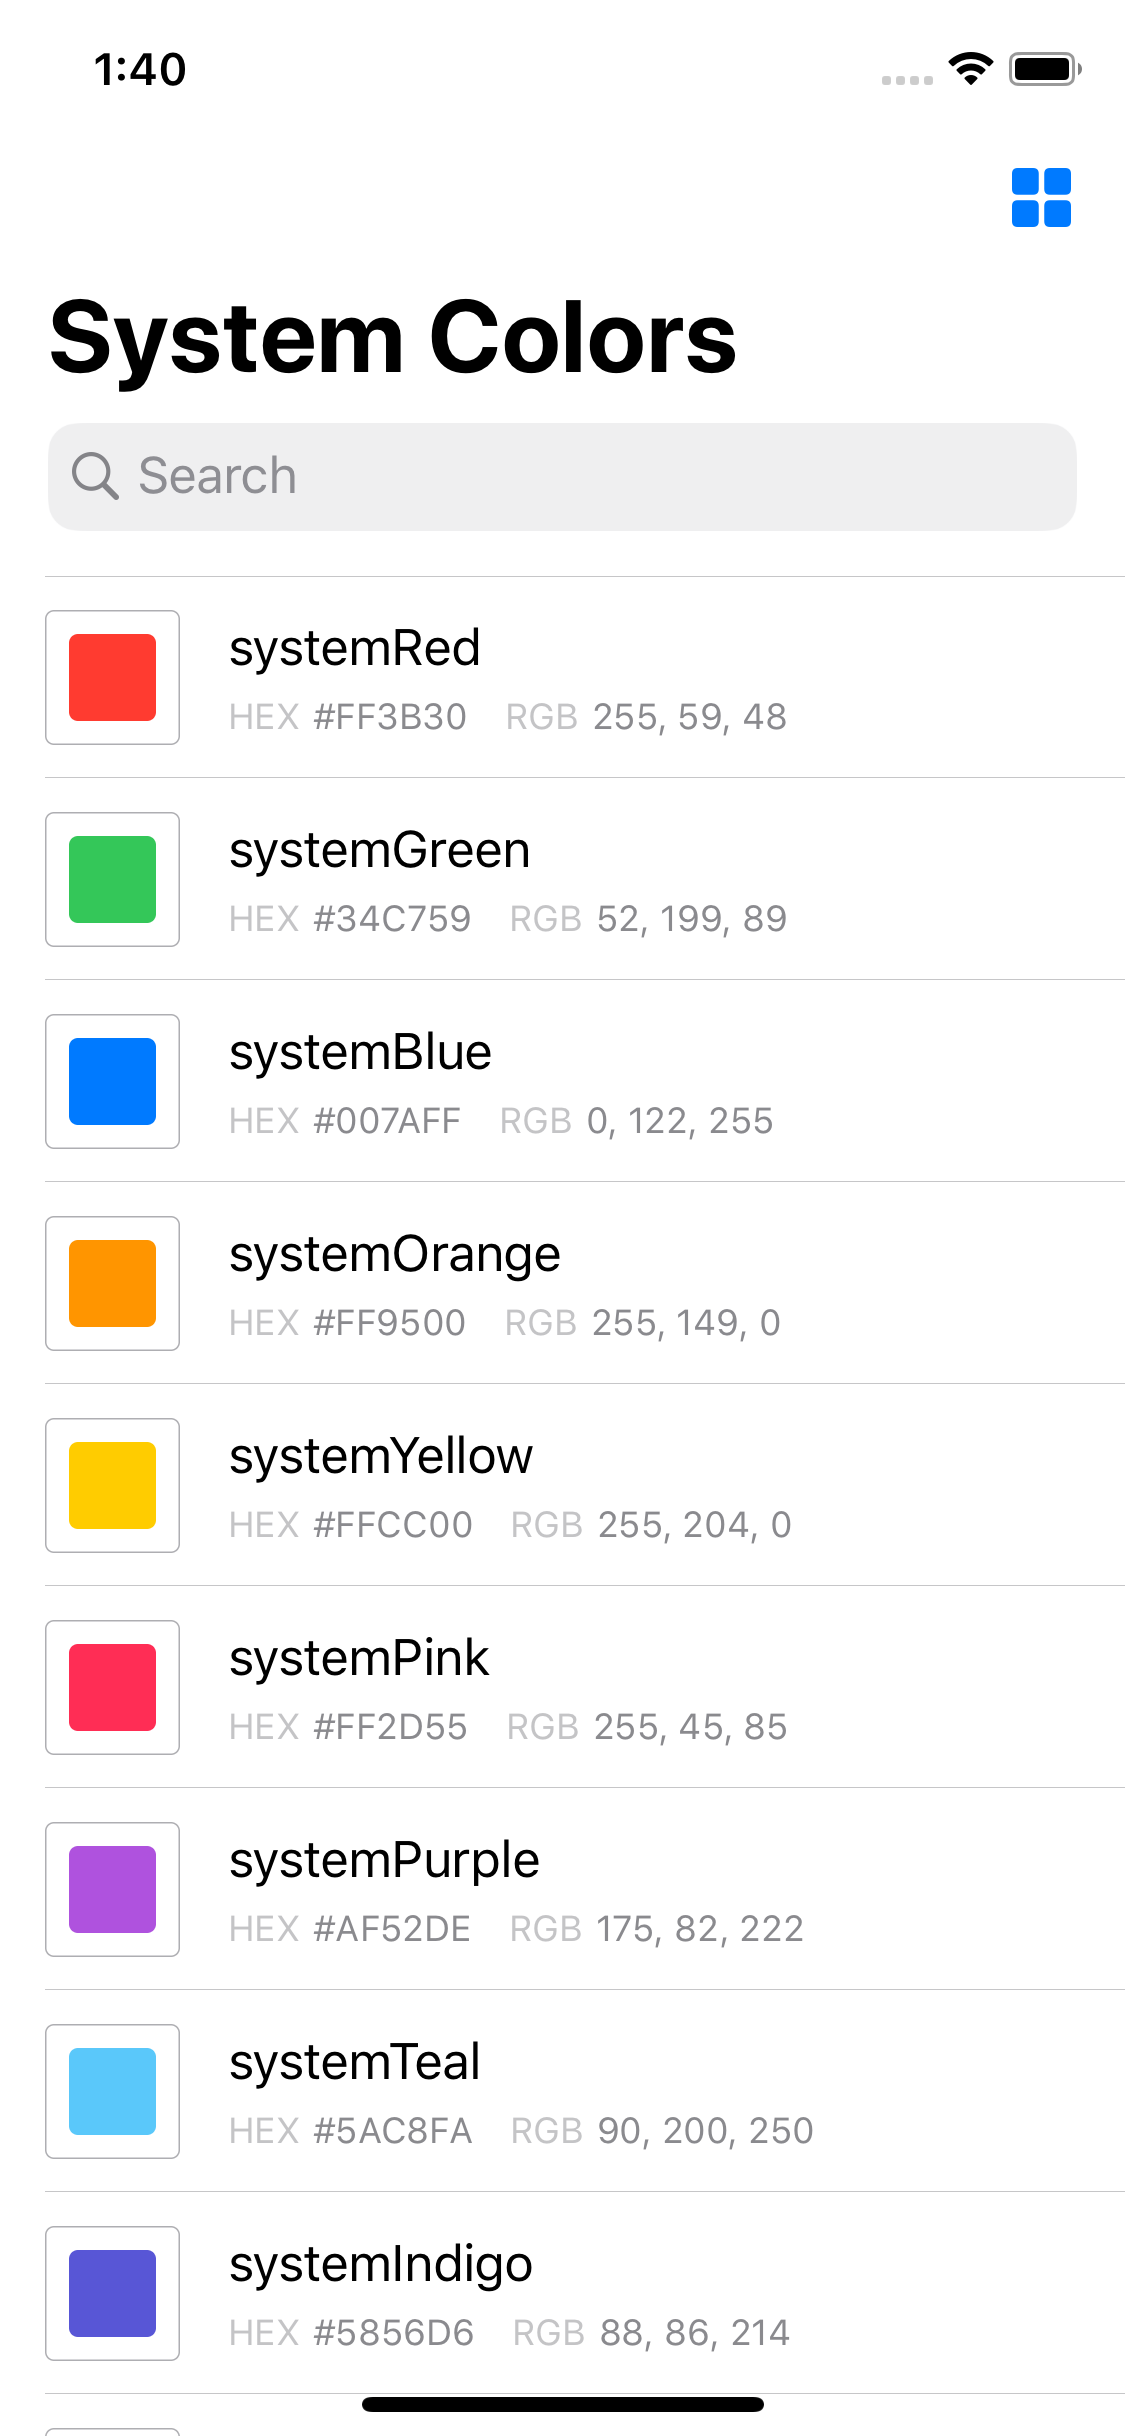 1:40
System Colors
Search
systemRed
HEX #FF3B30 RGB 255, 59, 48
systemGreen
HEX #34C759 RGB 52, 199, 89
systemBlue
HEX #007AFF RGB 0, 122, 255
systemOrange
HEX #FF9500 RGB 255, 149, 0
systemYellow
HEX #FFCC00 RGB 255, 204, 0
systemPink
HEX #FF2D55 RGB 255, 45, 85
systemPurple
HEX #AF52DE RGB 175, 82, 222
systemTeal
HEX #5AC8FA RGB 90, 200, 250
systemIndigo
HEX #5856D6 RGB 88, 86, 214